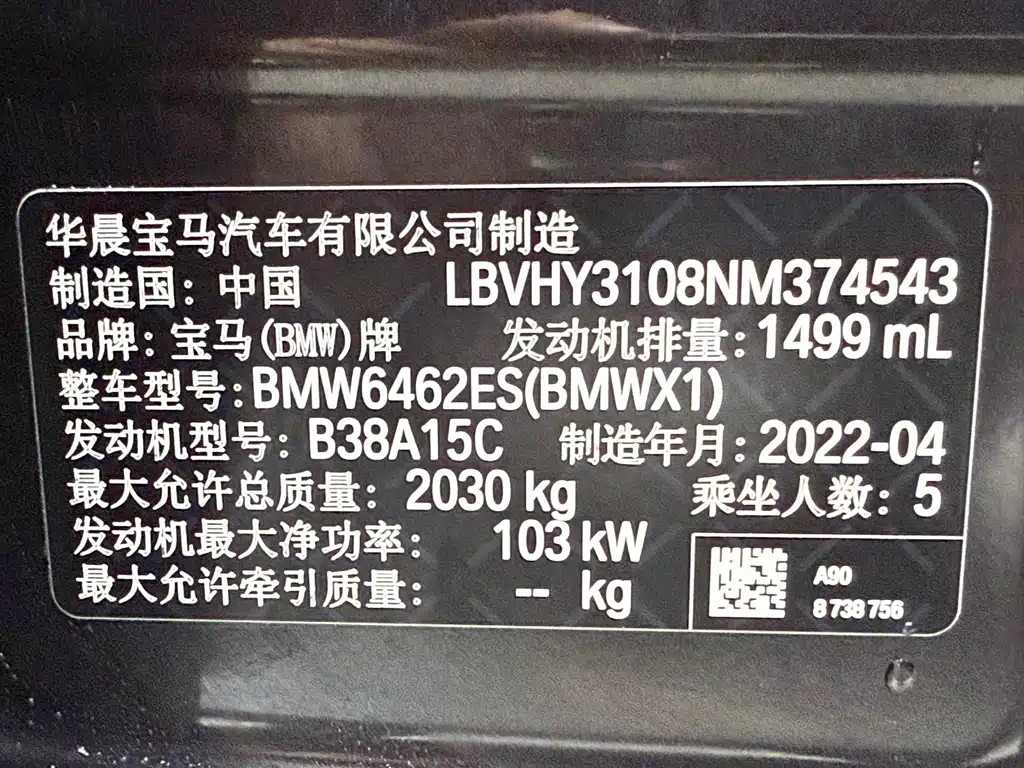 华晨宝马汽车有限公司制造
制造国：中国 LBVHY3108NM374543
品牌：宝马(BMW)牌 发动机排量：1499 mL
整车型号：BMW6462ES(BMWX1)
发动机型号：B38A15C 制造年月：2022-04
最大允许总质量：2030 kg 乘坐人数：5
发动机最大净功率：103 kW
最大允许牵引质量：-- kg
A90
8 738 756